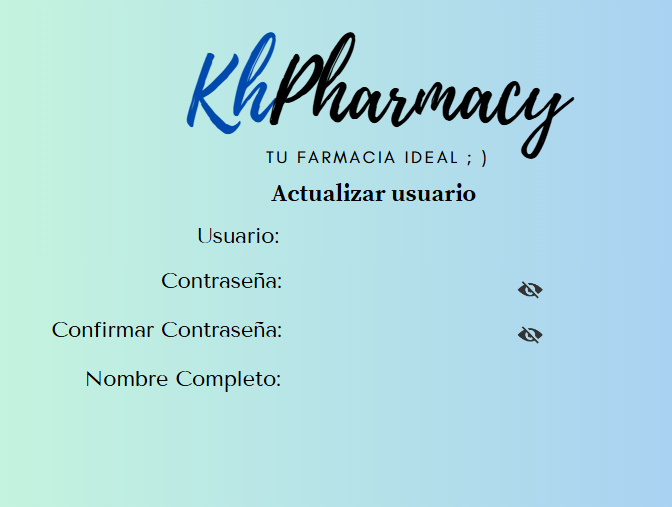 KhPharmacy
TU FARMACIA IDEAL ; )
Actualizar usuario
Usuario:
Contraseña:
Confirmar Contraseña:
Nombre Completo: